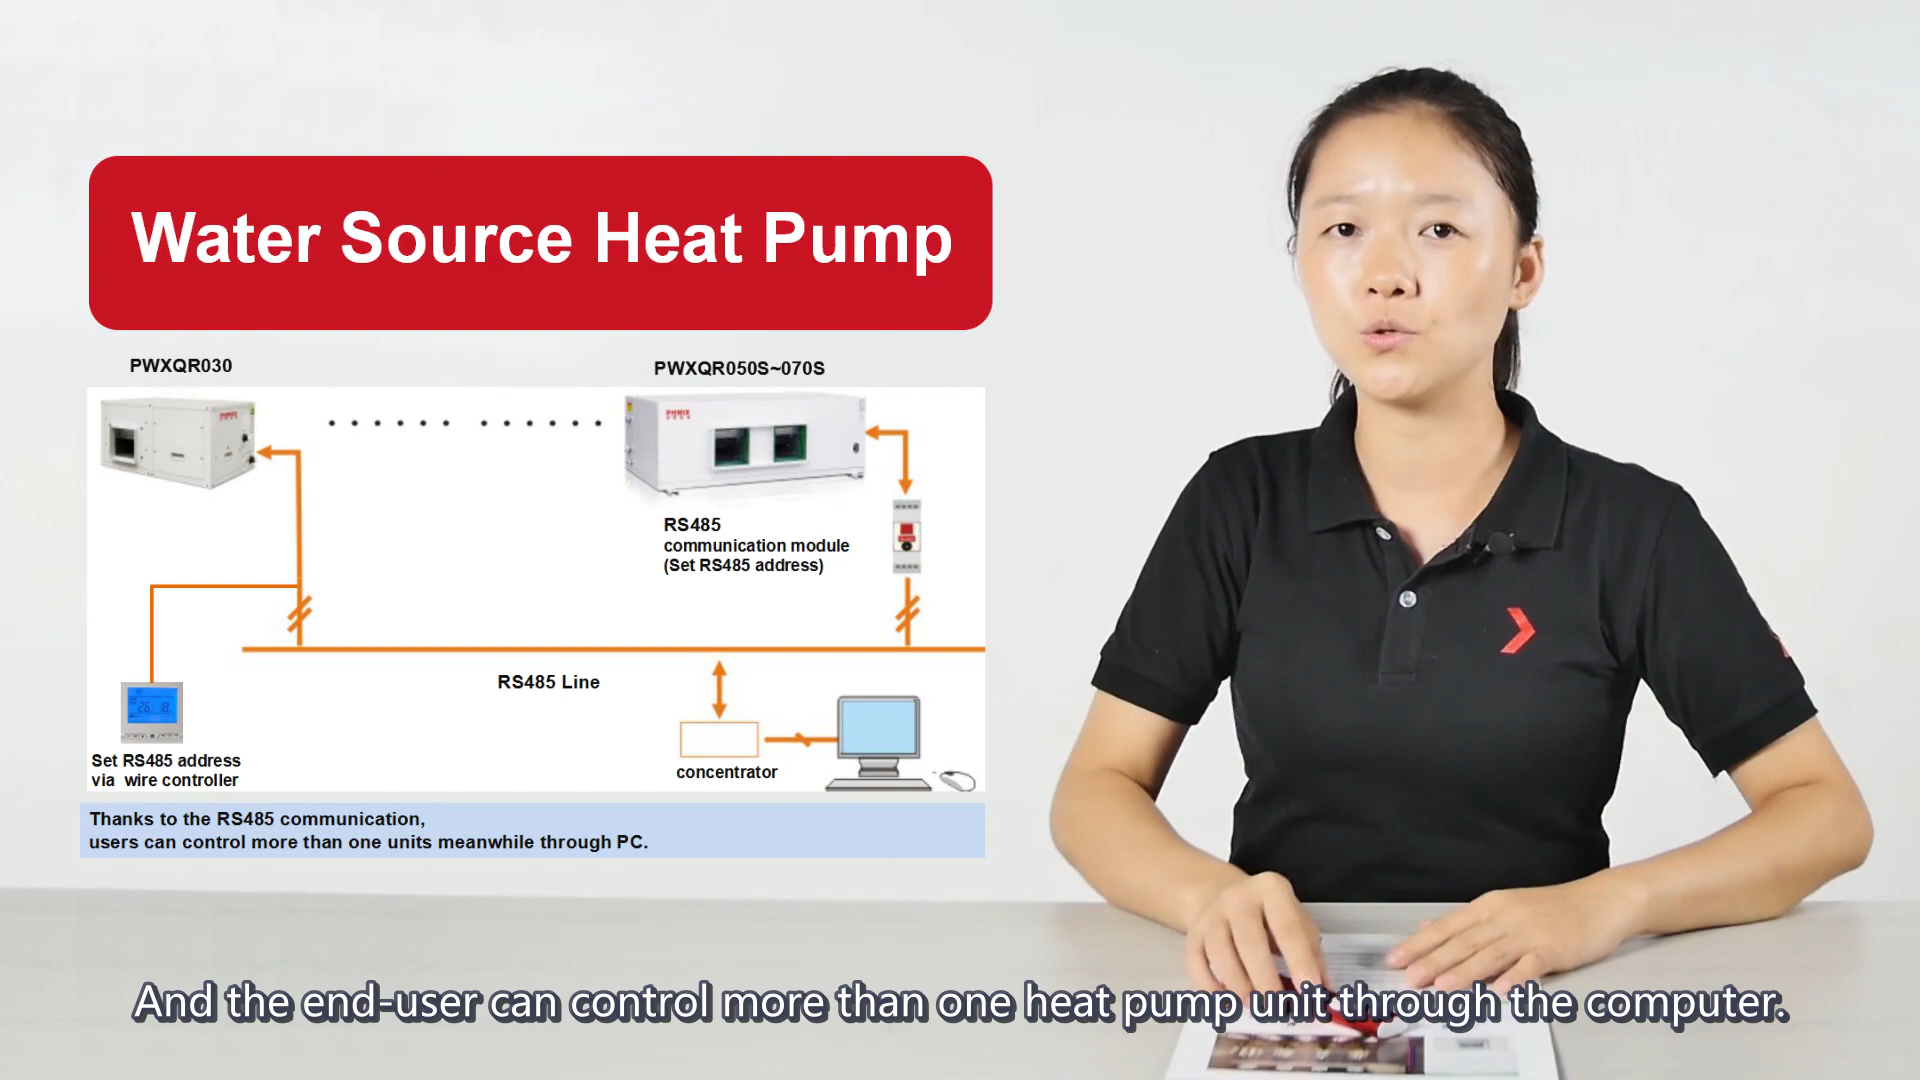 Water Source Heat Pump
PWXQR030
PWXQR050S~070S
PHNIX
RS485
communication module
(Set RS485 address)
RS485 Line
Set RS485 address
via wire controller
concentrator
Thanks to the RS485 communication,
users can control more than one units meanwhile through PC.
And the end-user can control more than one heat pump unit through the computer.